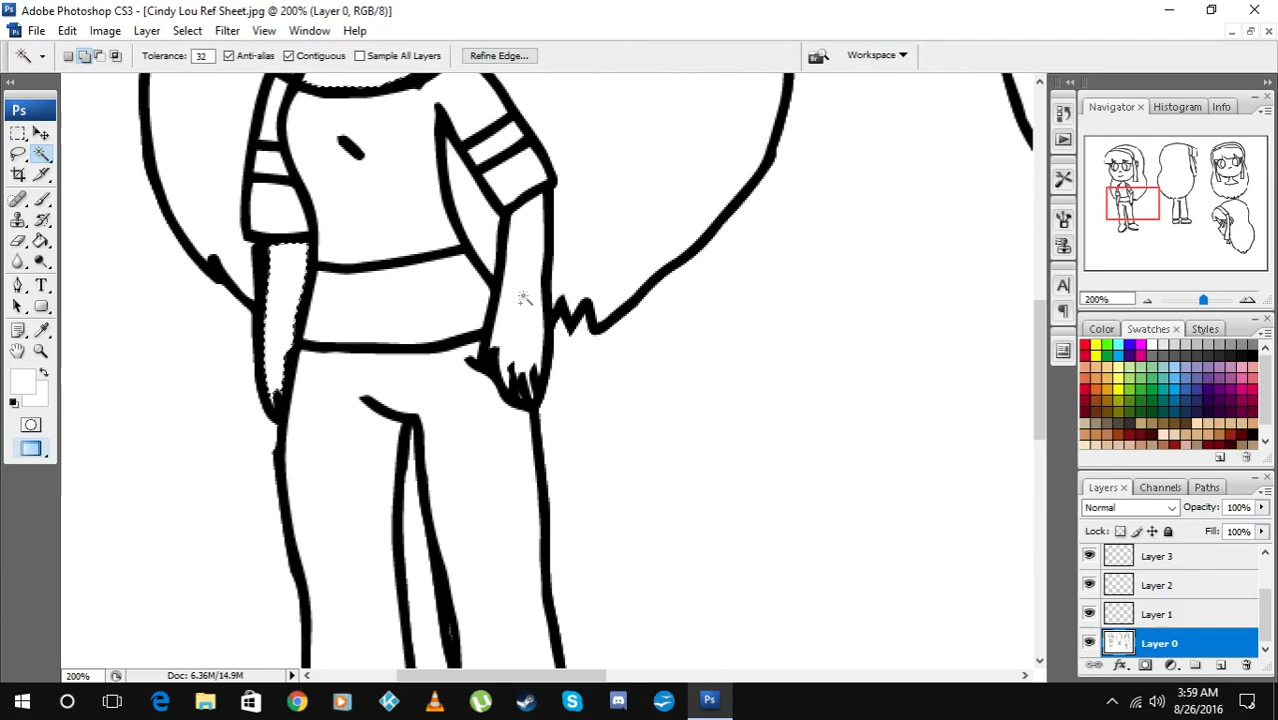 Adobe Photoshop CS3 - [Cindy Lou Ref Sheet.jpg @ 200% (Layer 0, RGB/8)]
File Edit Image Layer Select Filter View Window Help
Tolerance: 32 Anti-alias Contiguous Sample All Layers Refine Edge... Workspace
Ps
Navigator Histogram Info
200%
Color Swatches Styles
Layers Channels Paths
Normal Opacity: 100%
Lock: Fill: 100%
Layer 3
Layer 2
Layer 1
Layer 0
200% Doc: 6.36M/14.9M
3:59 AM
8/26/2016